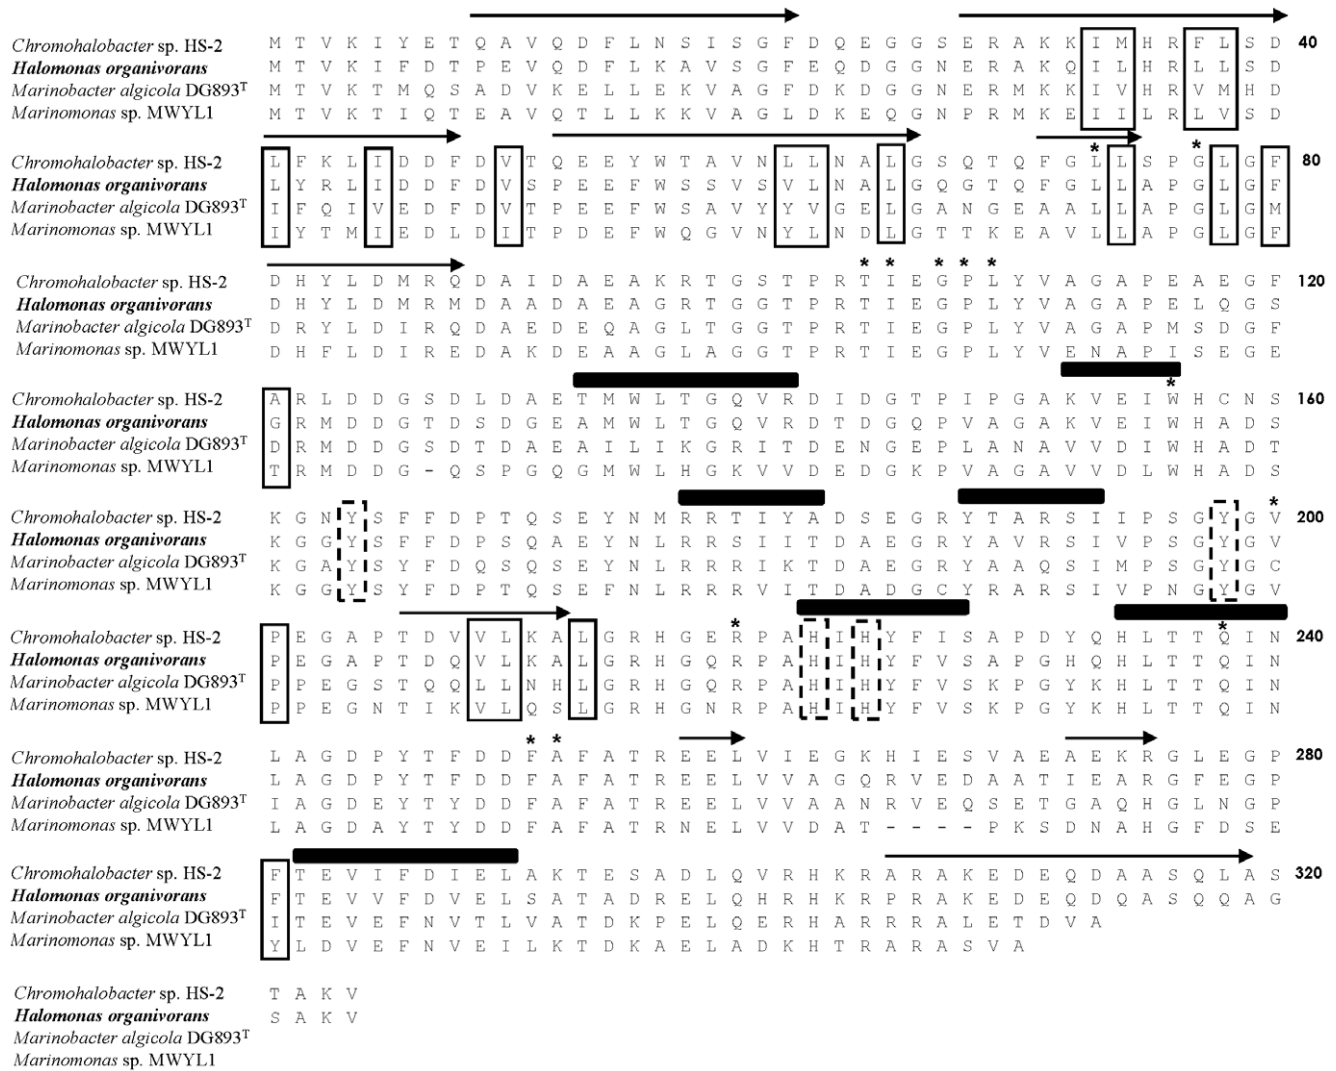 Chromohalobacter sp. HS-2 M T V K I Y E T Q A V Q D F L N S I S G F D Q E G G S E R A K K I M H R F L S D 40
Halomonas organivorans M T V K I F D T P E V Q D F L K A V S G F E Q D G G N E R A K Q I L H R L L S D
Marinobacter algicola DG893T M T V K T M Q S A D V K E L L E K V A G F D K D G G N E R M K K I V H R V M H D
Marinomonas sp. MWYL1 M T V K T I Q T E A V Q T L L K K V A G L D K E Q G N P R M K E I I L R L V S D
* *
Chromohalobacter sp. HS-2 L F K L I D D F D V T Q E E Y W T A V N L L N A L G S Q T Q F G L L S P G L G F 80
Halomonas organivorans L Y R L I D D F D V S P E E F W S S V S V L N A L G Q G T Q F G L L A P G L G F
Marinobacter algicola DG893T I F Q I V E D F D V T P E E F W S A V Y Y V G E L G A N G E A A L L A P G L G M
Marinomonas sp. MWYL1 I Y T M I E D L D I T P D E F W Q G V N Y L N D L G T T K E A V L L A P G L G F
* * * * *
Chromohalobacter sp. HS-2 D H Y L D M R Q D A I D A E A K R T G S T P R T I E G P L Y V A G A P E A E G F 120
Halomonas organivorans D H Y L D M R M D A A D A E A G R T G G T P R T I E G P L Y V A G A P E L Q G S
Marinobacter algicola DG893T D R Y L D I R Q D A E D E Q A G L T G G T P R T I E G P L Y V A G A P M S D G F
Marinomonas sp. MWYL1 D H F L D I R E D A K D E A A G L A G G T P R T I E G P L Y V E N A P I S E G E
*
Chromohalobacter sp. HS-2 A R L D D G S D L D A E T M W L T G Q V R D I D G T P I P G A K V E I W H C N S 160
Halomonas organivorans G R M D D G T D S D G E A M W L T G Q V R D T D G Q P V A G A K V E I W H A D S
Marinobacter algicola DG893T D R M D D G S D T D A E A I L I K G R I T D E N G E P L A N A V V D I W H A D T
Marinomonas sp. MWYL1 T R M D D G - Q S P G Q G M W L H G K V V D E D G K P V A G A V V D L W H A D S
*
Chromohalobacter sp. HS-2 K G N Y S F F D P T Q S E Y N M R R T I Y A D S E G R Y T A R S I I P S G Y G V 200
Halomonas organivorans K G G Y S F F D P S Q A E Y N L R R S I I T D A E G R Y A V R S I V P S G Y G V
Marinobacter algicola DG893T K G A Y S Y F D Q S Q S E Y N L R R R I K T D A E G R Y A A Q S I M P S G Y G C
Marinomonas sp. MWYL1 K G G Y S Y F D P T Q S E F N L R R R V I T D A D G C Y R A R S I V P N G Y G V
* *
Chromohalobacter sp. HS-2 P E G A P T D V V L K A L G R H G E R P A H I H Y F I S A P D Y Q H L T T Q I N 240
Halomonas organivorans P E G A P T D Q V L K A L G R H G Q R P A H I H Y F V S A P G H Q H L T T Q I N
Marinobacter algicola DG893T P P E G S T Q Q L L N H L G R H G Q R P A H I H Y F V S K P G Y K H L T T Q I N
Marinomonas sp. MWYL1 P P E G N T I K V L Q S L G R H G N R P A H I H Y F V S K P G Y K H L T T Q I N
* *
Chromohalobacter sp. HS-2 L A G D P Y T F D D F A F A T R E E L V I E G K H I E S V A E A E K R G L E G P 280
Halomonas organivorans L A G D P Y T F D D F A F A T R E E L V V A G Q R V E D A A T I E A R G F E G P
Marinobacter algicola DG893T I A G D E Y T Y D D F A F A T R E E L V V A A N R V E Q S E T G A Q H G L N G P
Marinomonas sp. MWYL1 L A G D A Y T Y D D F A F A T R N E L V V D A T - - - - P K S D N A H G F D S E
Chromohalobacter sp. HS-2 F T E V I F D I E L A K T E S A D L Q V R H K R A R A K E D E Q D A A S Q L A S 320
Halomonas organivorans F T E V V F D V E L S A T A D R E L Q H R H K R P R A K E D E Q D Q A S Q Q A G
Marinobacter algicola DG893T I T E V E F N V T L V A T D K P E L Q E R H A R R R A L E T D V A
Marinomonas sp. MWYL1 Y L D V E F N V E I L K T D K A E L A D K H T R A R A S V A
Chromohalobacter sp. HS-2 T A K V
Halomonas organivorans S A K V
Marinobacter algicola DG893T
Marinomonas sp. MWYL1